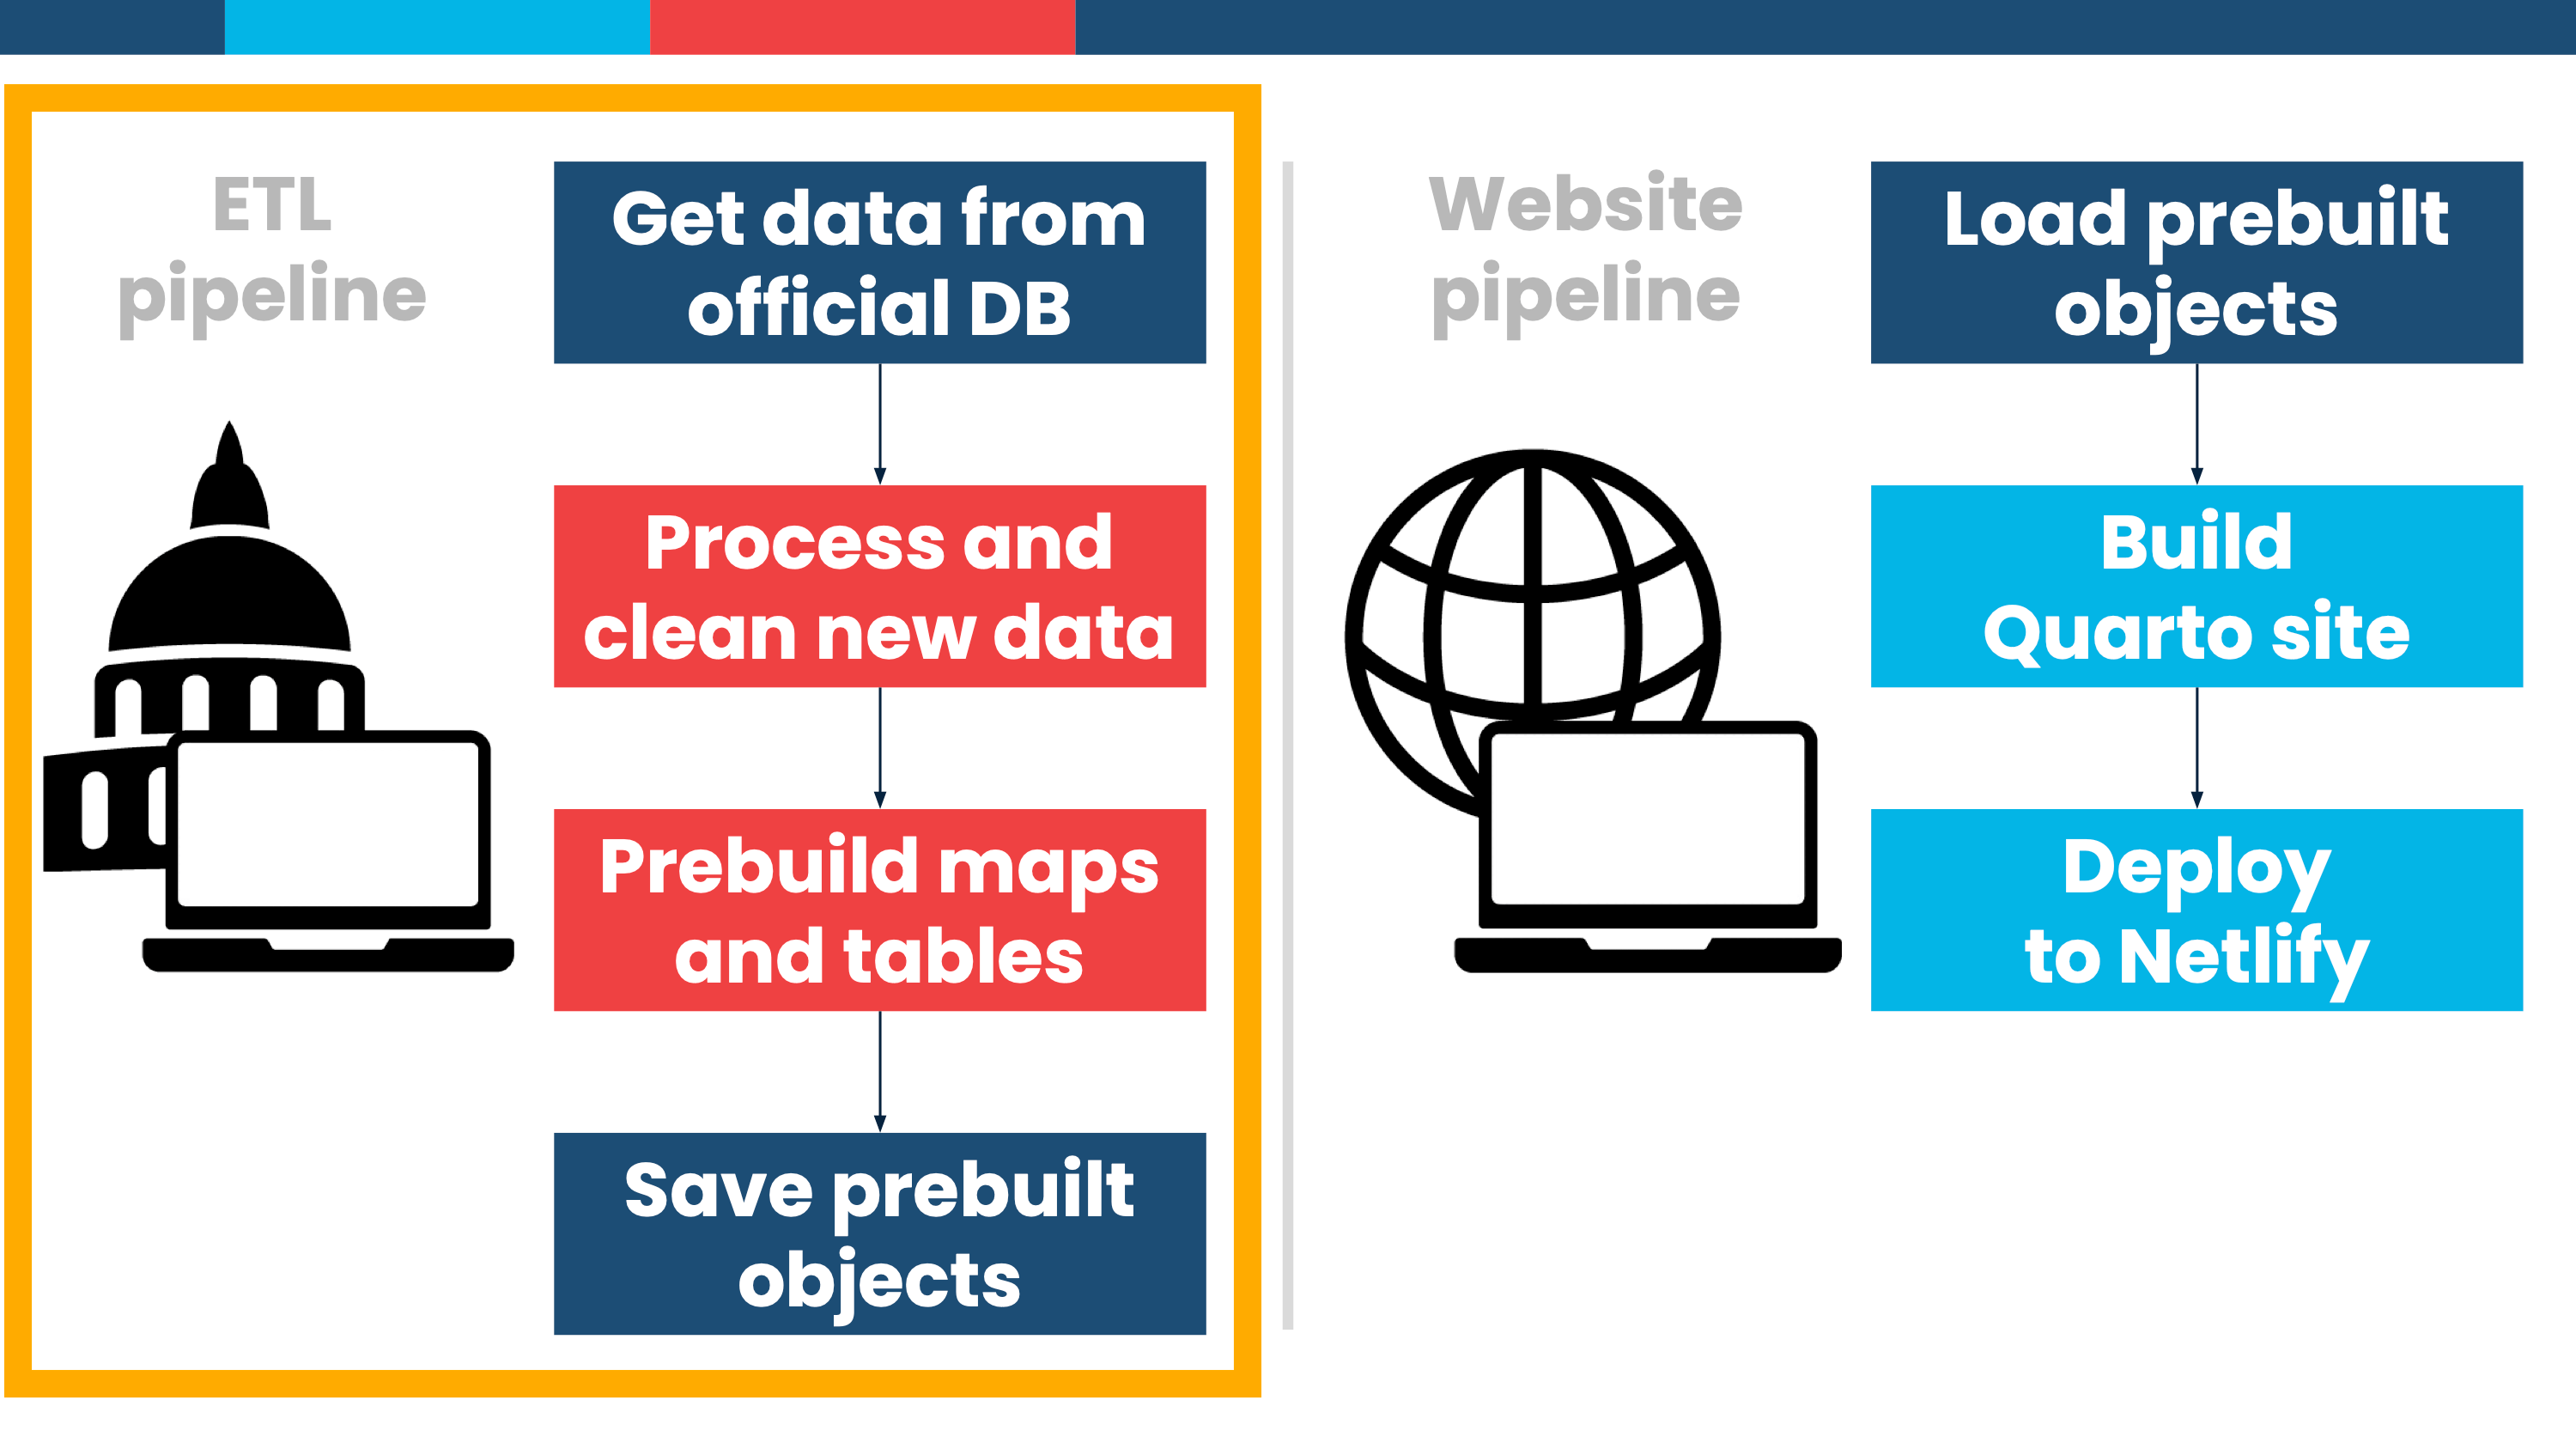 ETL
pipeline
Get data from
official DB
Process and
clean new data
Prebuild maps
and tables
Save prebuilt
objects
Website
pipeline
Load prebuilt
objects
Build
Quarto site
Deploy
to Netlify